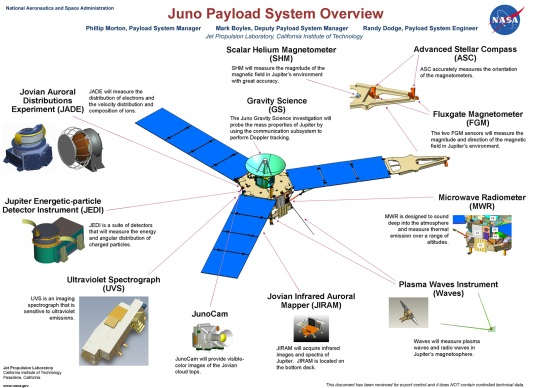 National Aeronautics and Space Administration
Juno Payload System Overview
NASA
Phillip Morton, Payload System Manager Mark Boyles, Deputy Payload System Manager Randy Dodge, Payload System Engineer
Jet Propulsion Laboratory, California Institute of Technology
Scalar Helium Magnetometer
(SHM)
SHM will measure the magnitude of the
magnetic field in Jupiter's environment
with great accuracy.
Advanced Stellar Compass
(ASC)
ASC accurately measures the orientation
of the magnetometers.
Jovian Auroral
Distributions
Experiment (JADE)
JADE will measure the
distribution of electrons and
the velocity distribution and
composition of ions.
Gravity Science
(GS)
The Juno Gravity Science investigation will
probe the mass properties of Jupiter by
using the communication subsystem to
perform Doppler tracking.
Fluxgate Magnetometer
(FGM)
The two FGM sensors will measure the
magnitude and direction of the magnetic
field in Jupiter's environment.
Jupiter Energetic-particle
Detector Instrument (JEDI)
JEDI is a suite of detectors
that will measure the energy
and angular distribution of
charged particles.
Microwave Radiometer
(MWR)
MWR is designed to sound
deep into the atmosphere
and measure thermal
emission over a range of
altitudes.
Ultraviolet Spectrograph
(UVS)
UVS is an imaging
spectrograph that is
sensitive to ultraviolet
emissions.
JunoCam
JunoCam will provide visible-
color images of the Jovian
cloud tops.
Jovian Infrared Auroral
Mapper (JIRAM)
JIRAM will acquire infrared
images and spectra of
Jupiter. JIRAM is located on
the bottom deck.
Plasma Waves Instrument
(Waves)
Waves will measure plasma
waves and radio waves in
Jupiter's magnetosphere.
Jet Propulsion Laboratory
California Institute of Technology
Pasadena, California
www.nasa.gov
This document has been reviewed for export control and it does NOT contain controlled technical data.